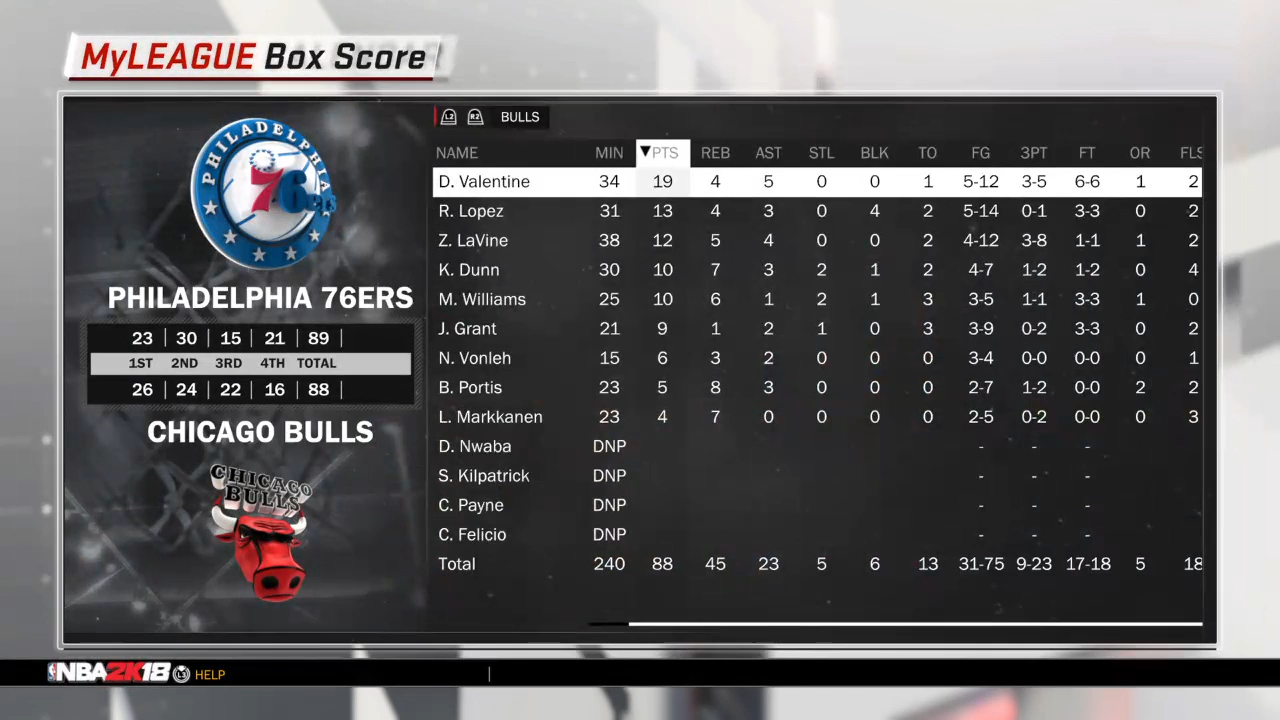 MyLEAGUE Box Score
PHILADELPHIA
76ers
PHILADELPHIA 76ERS
23 | 30 | 15 | 21 | 89 |
1ST 2ND 3RD 4TH TOTAL
26 | 24 | 22 | 16 | 88 |
CHICAGO BULLS
CHICAGO
BULLS
L2 R2 BULLS
NAME MIN ▼PTS REB AST STL BLK TO FG 3PT FT OR FLS
D. Valentine 34 19 4 5 0 0 1 5-12 3-5 6-6 1 2
R. Lopez 31 13 4 3 0 4 2 5-14 0-1 3-3 0 2
Z. LaVine 38 12 5 4 0 0 2 4-12 3-8 1-1 1 2
K. Dunn 30 10 7 3 2 1 2 4-7 1-2 1-2 0 4
M. Williams 25 10 6 1 2 1 3 3-5 1-1 3-3 1 0
J. Grant 21 9 1 2 1 0 3 3-9 0-2 3-3 0 2
N. Vonleh 15 6 3 2 0 0 0 3-4 0-0 0-0 0 1
B. Portis 23 5 8 3 0 0 0 2-7 1-2 0-0 2 2
L. Markkanen 23 4 7 0 0 0 0 2-5 0-2 0-0 0 3
D. Nwaba DNP - - -
S. Kilpatrick DNP - - -
C. Payne DNP - - -
C. Felicio DNP - - -
Total 240 88 45 23 5 6 13 31-75 9-23 17-18 5 18
NBA2K18 HELP